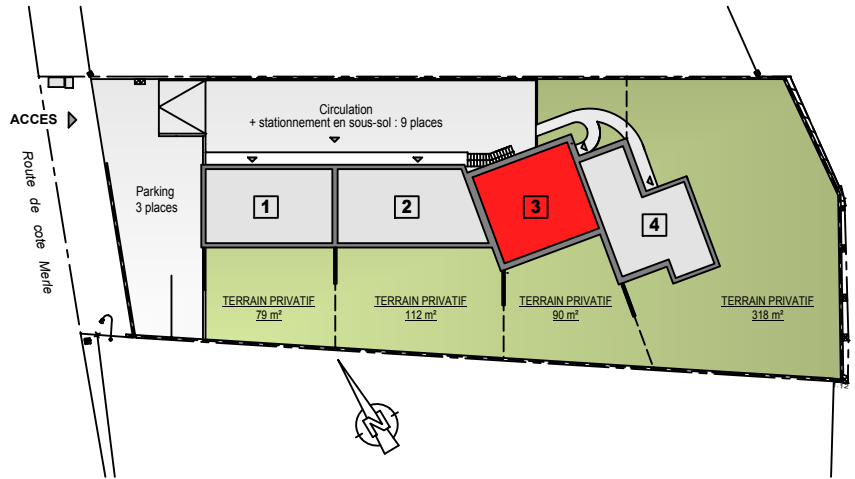 ACCES
Route de cote Merle
Parking
3 places
Circulation
+ stationnement en sous-sol : 9 places
1
2
3
4
TERRAIN PRIVATIF
79 m²
TERRAIN PRIVATIF
112 m²
TERRAIN PRIVATIF
90 m²
TERRAIN PRIVATIF
318 m²
N